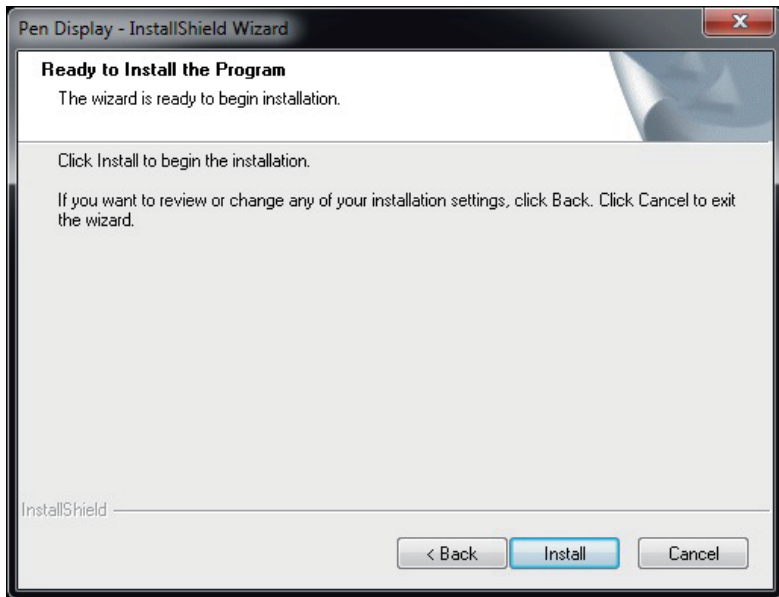 Pen Display - InstallShield Wizard
Ready to Install the Program
The wizard is ready to begin installation.
Click Install to begin the installation.
If you want to review or change any of your installation settings, click Back. Click Cancel to exit
the wizard.
InstallShield
< Back
Install
Cancel